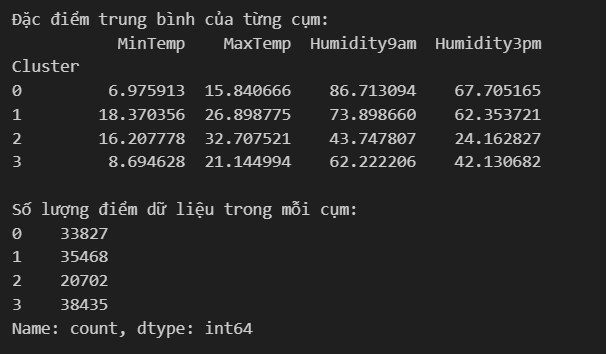 Đặc điểm trung bình của từng cụm:
MinTemp MaxTemp Humidity9am Humidity3pm
Cluster
0 6.975913 15.840666 86.713094 67.705165
1 18.370356 26.898775 73.898660 62.353721
2 16.207778 32.707521 43.747807 24.162827
3 8.694628 21.144994 62.222206 42.130682
Số lượng điểm dữ liệu trong mỗi cụm:
0 33827
1 35468
2 20702
3 38435
Name: count, dtype: int64